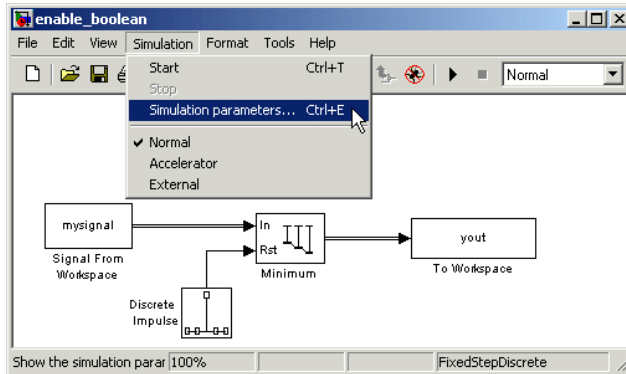 enable_boolean
File Edit View Simulation Format Tools Help
Normal
Start Ctrl+T
Stop
Simulation parameters... Ctrl+E
Normal
Accelerator
External
mysignal
Signal From
Workspace
In
Rst
Minimum
yout
To Workspace
Discrete
Impulse
Show the simulation parar 100% FixedStepDiscrete